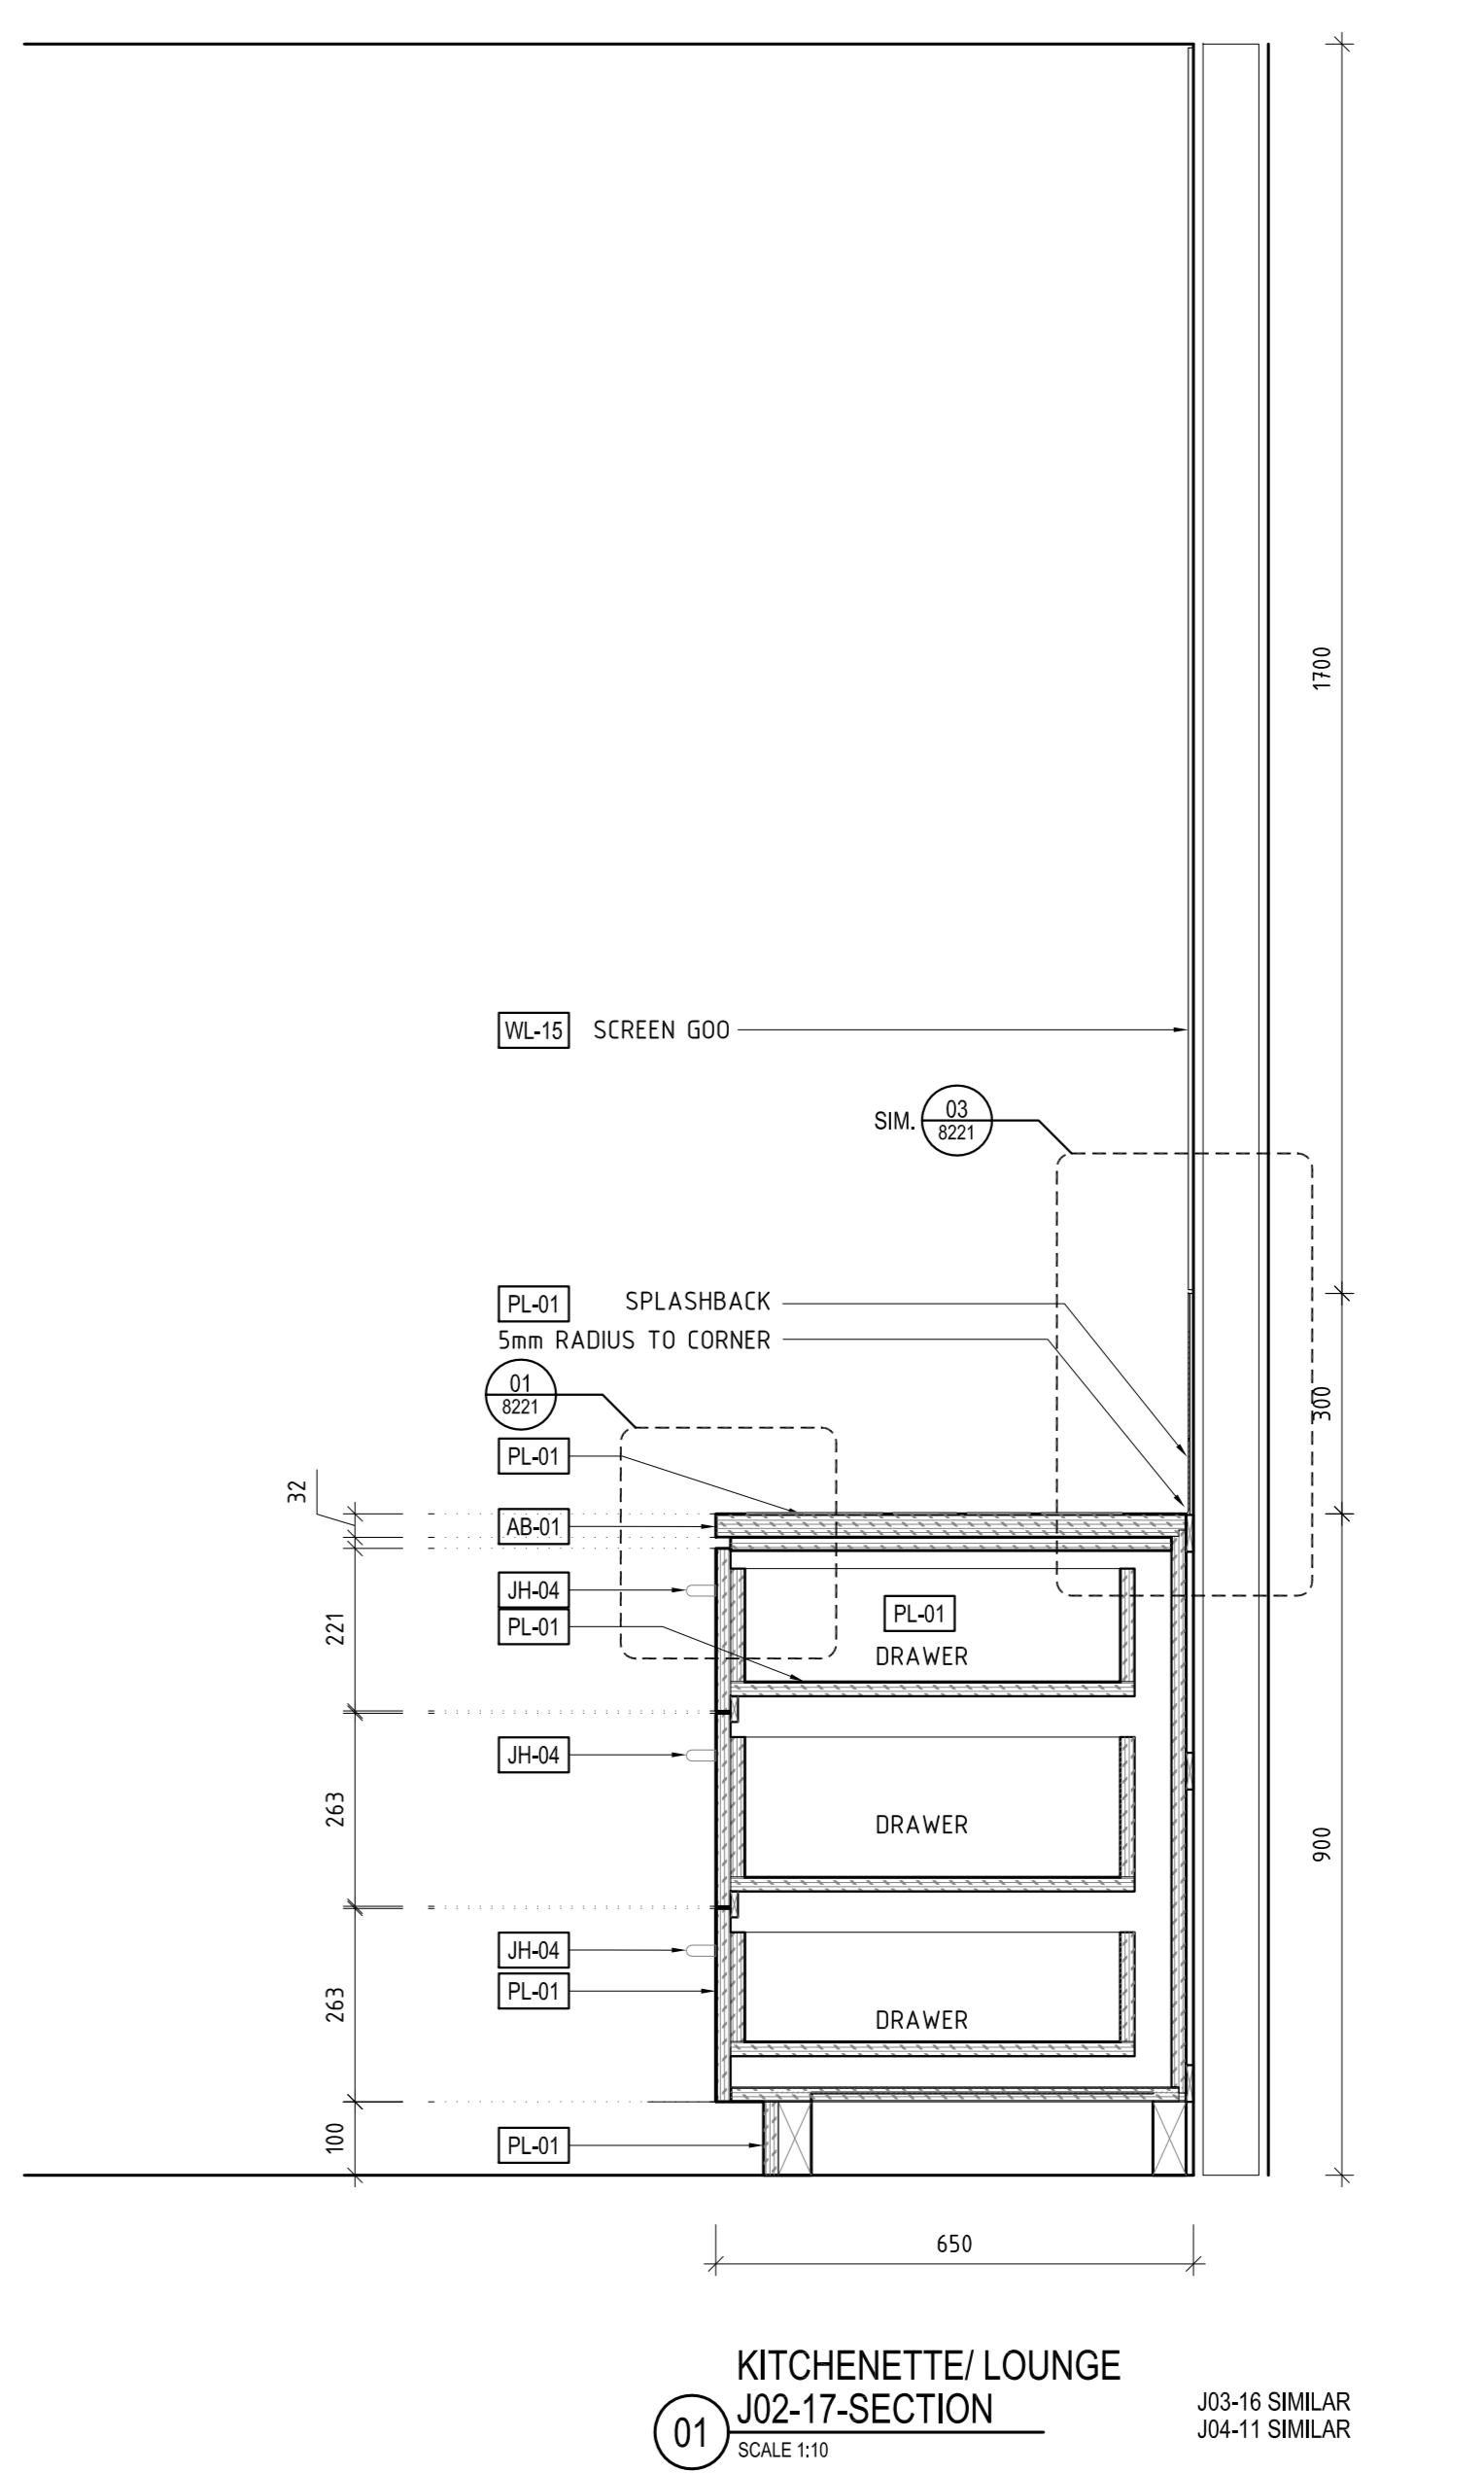 1700
WL-15 SCREEN GOO
SIM. 03
8221
PL-01 SPLASHBACK
5mm RADIUS TO CORNER
300
01
8221
PL-01
32
AB-01
JH-04
PL-01
PL-01
DRAWER
221
JH-04
263
DRAWER
900
JH-04
PL-01
263
DRAWER
100
PL-01
650
KITCHENETTE/ LOUNGE
01 J02-17-SECTION
SCALE 1:10
J03-16 SIMILAR
J04-11 SIMILAR